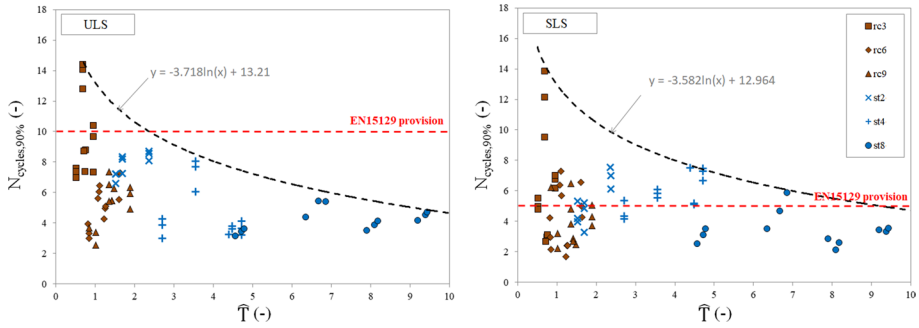 ULS
18
16
14
12
10
8
6
4
2
0
N_cycles,90% (-)
y = -3.718ln(x) + 13.21
EN15129 provision
0 1 2 3 4 5 6 7 8 9 10
T̂ (-)
SLS
18
16
14
12
10
8
6
4
2
0
N_cycles,90% (-)
y = -3.582ln(x) + 12.964
EN15129 provision
0 1 2 3 4 5 6 7 8 9 10
T̂ (-)
rc3
rc6
rc9
st2
st4
st8